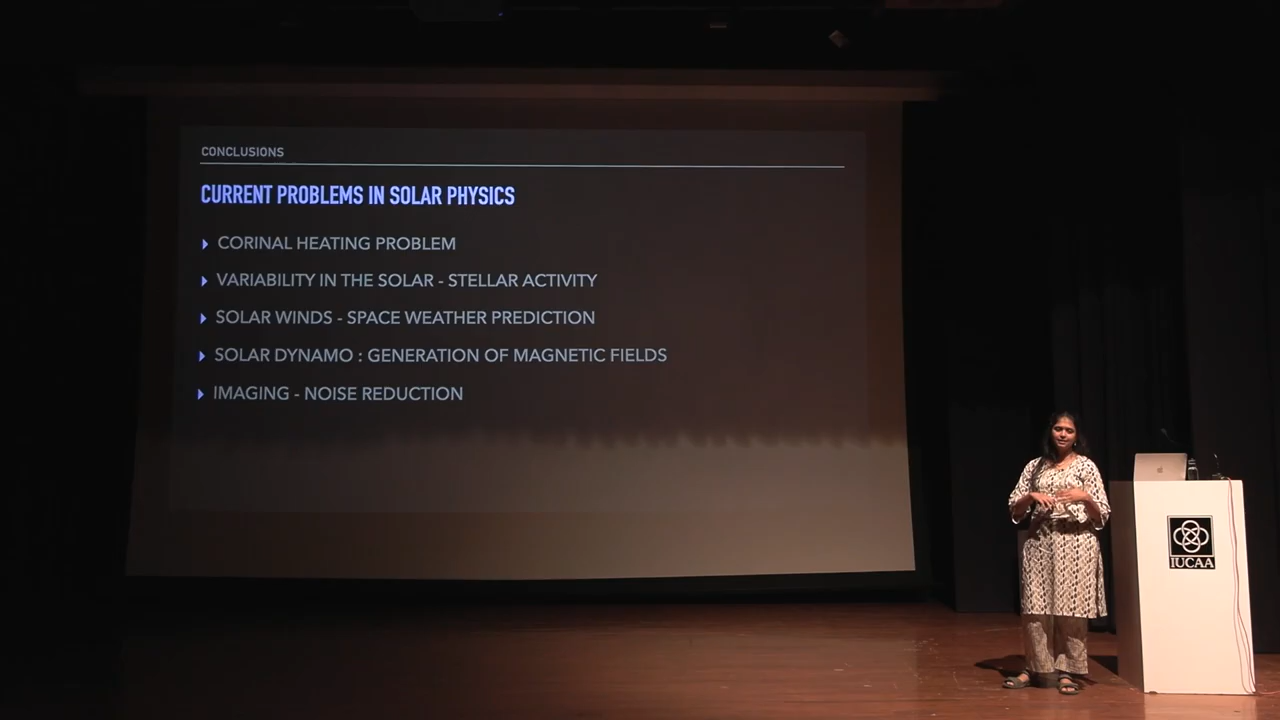 CONCLUSIONS
CURRENT PROBLEMS IN SOLAR PHYSICS
CORINAL HEATING PROBLEM
VARIABILITY IN THE SOLAR - STELLAR ACTIVITY
SOLAR WINDS - SPACE WEATHER PREDICTION
SOLAR DYNAMO : GENERATION OF MAGNETIC FIELDS
IMAGING - NOISE REDUCTION
IUCAA